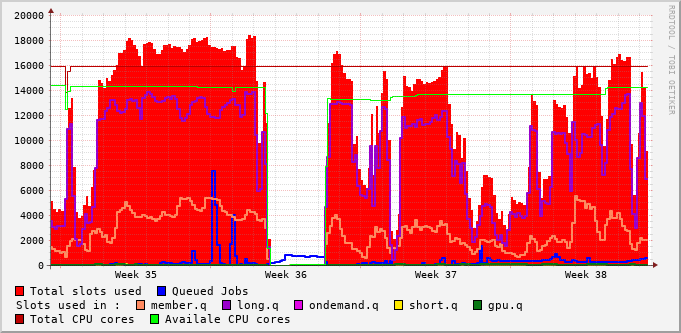 RRDTOOL / TOBI OETIKER
20000
18000
16000
14000
12000
10000
8000
6000
4000
2000
0
Week 35 Week 36 Week 37 Week 38
Total slots used Queued Jobs
Slots used in : member.q long.q ondemand.q short.q gpu.q
Total CPU cores Availale CPU cores